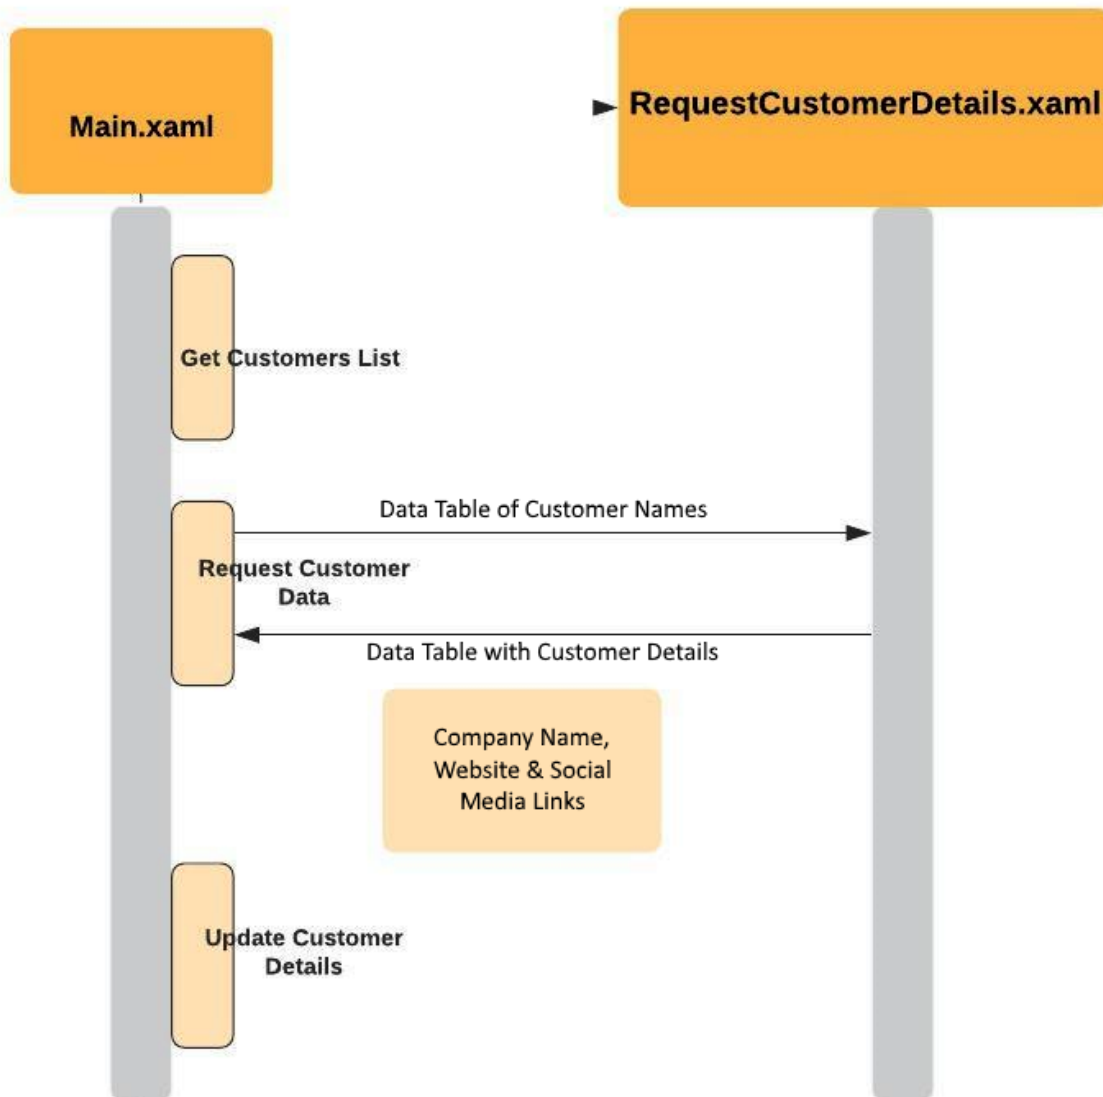 Main.xaml
RequestCustomerDetails.xaml
Get Customers List
Data Table of Customer Names
Request Customer
Data
Data Table with Customer Details
Company Name,
Website & Social
Media Links
Update Customer
Details